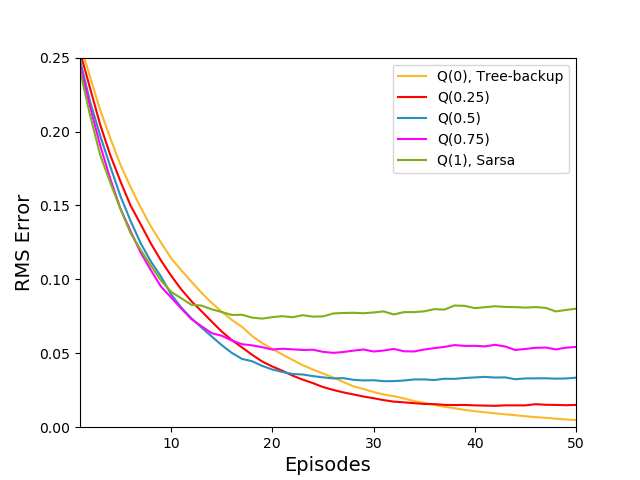 0.25
0.20
0.15
0.10
0.05
0.00
RMS Error
10
20
30
40
50
Episodes
Q(0), Tree-backup
Q(0.25)
Q(0.5)
Q(0.75)
Q(1), Sarsa